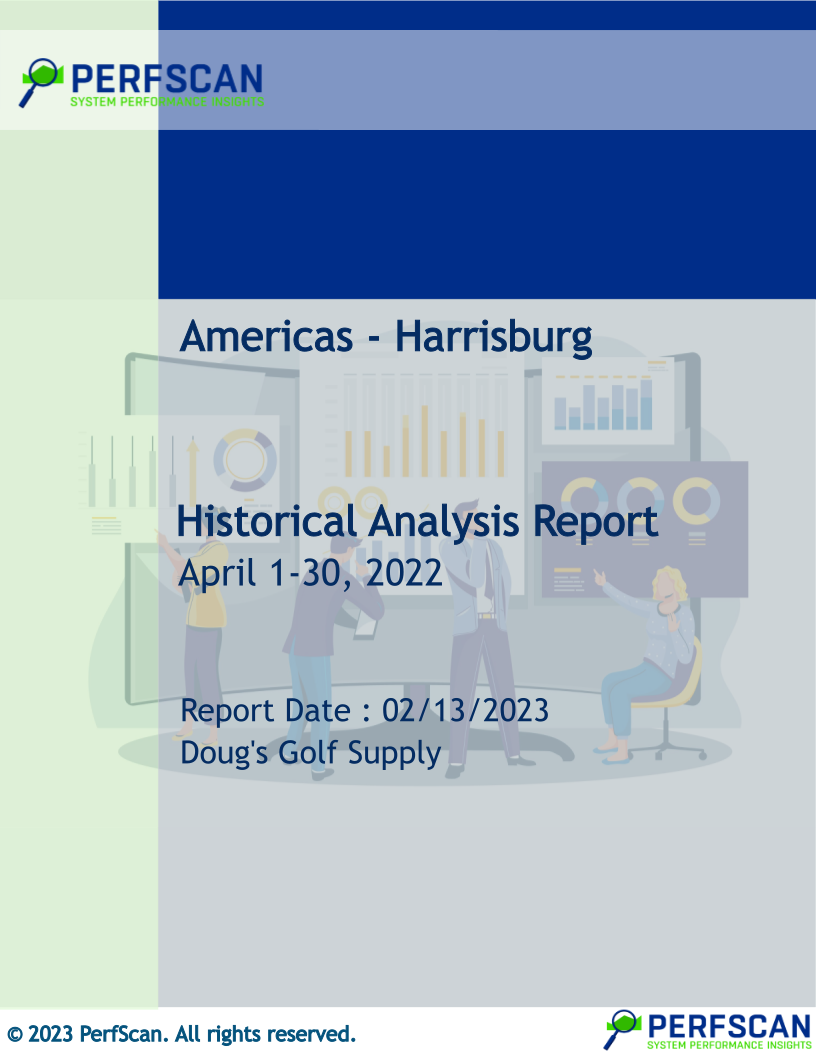 PERFSCAN
SYSTEM PERFORMANCE INSIGHTS
Americas - Harrisburg
Historical Analysis Report
April 1-30, 2022
Report Date : 02/13/2023
Doug's Golf Supply
© 2023 PerfScan. All rights reserved.
PERFSCAN
SYSTEM PERFORMANCE INSIGHTS